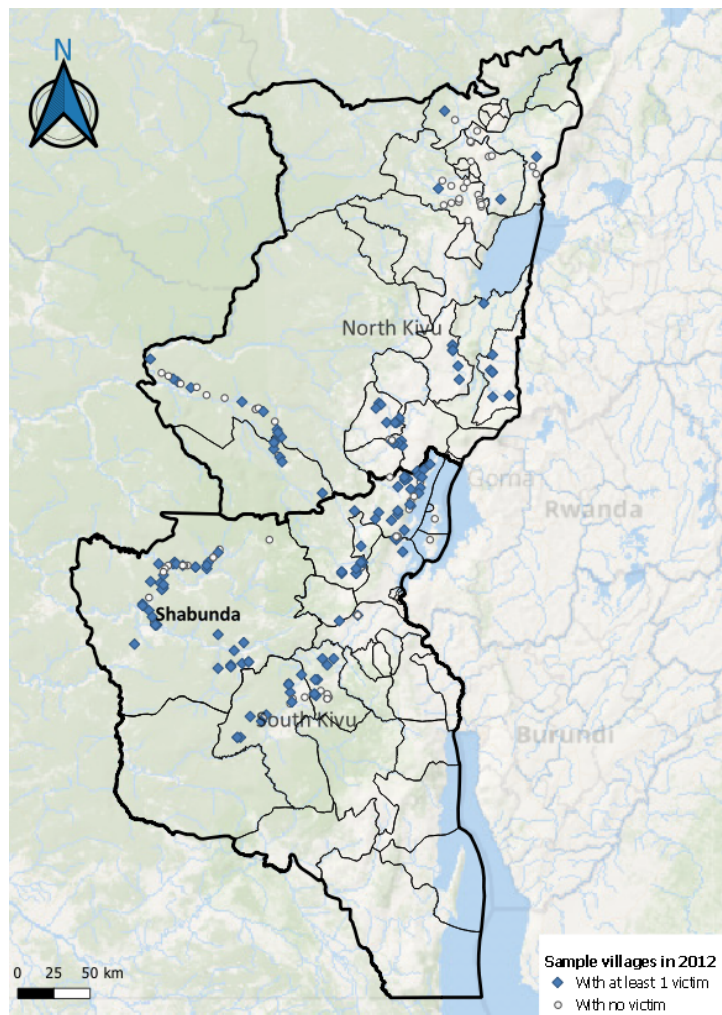 N
North Kivu
Goma
Rwanda
Shabunda
South Kivu
Burundi
0 25 50 km
Sample villages in 2012
With at least 1 victim
With no victim